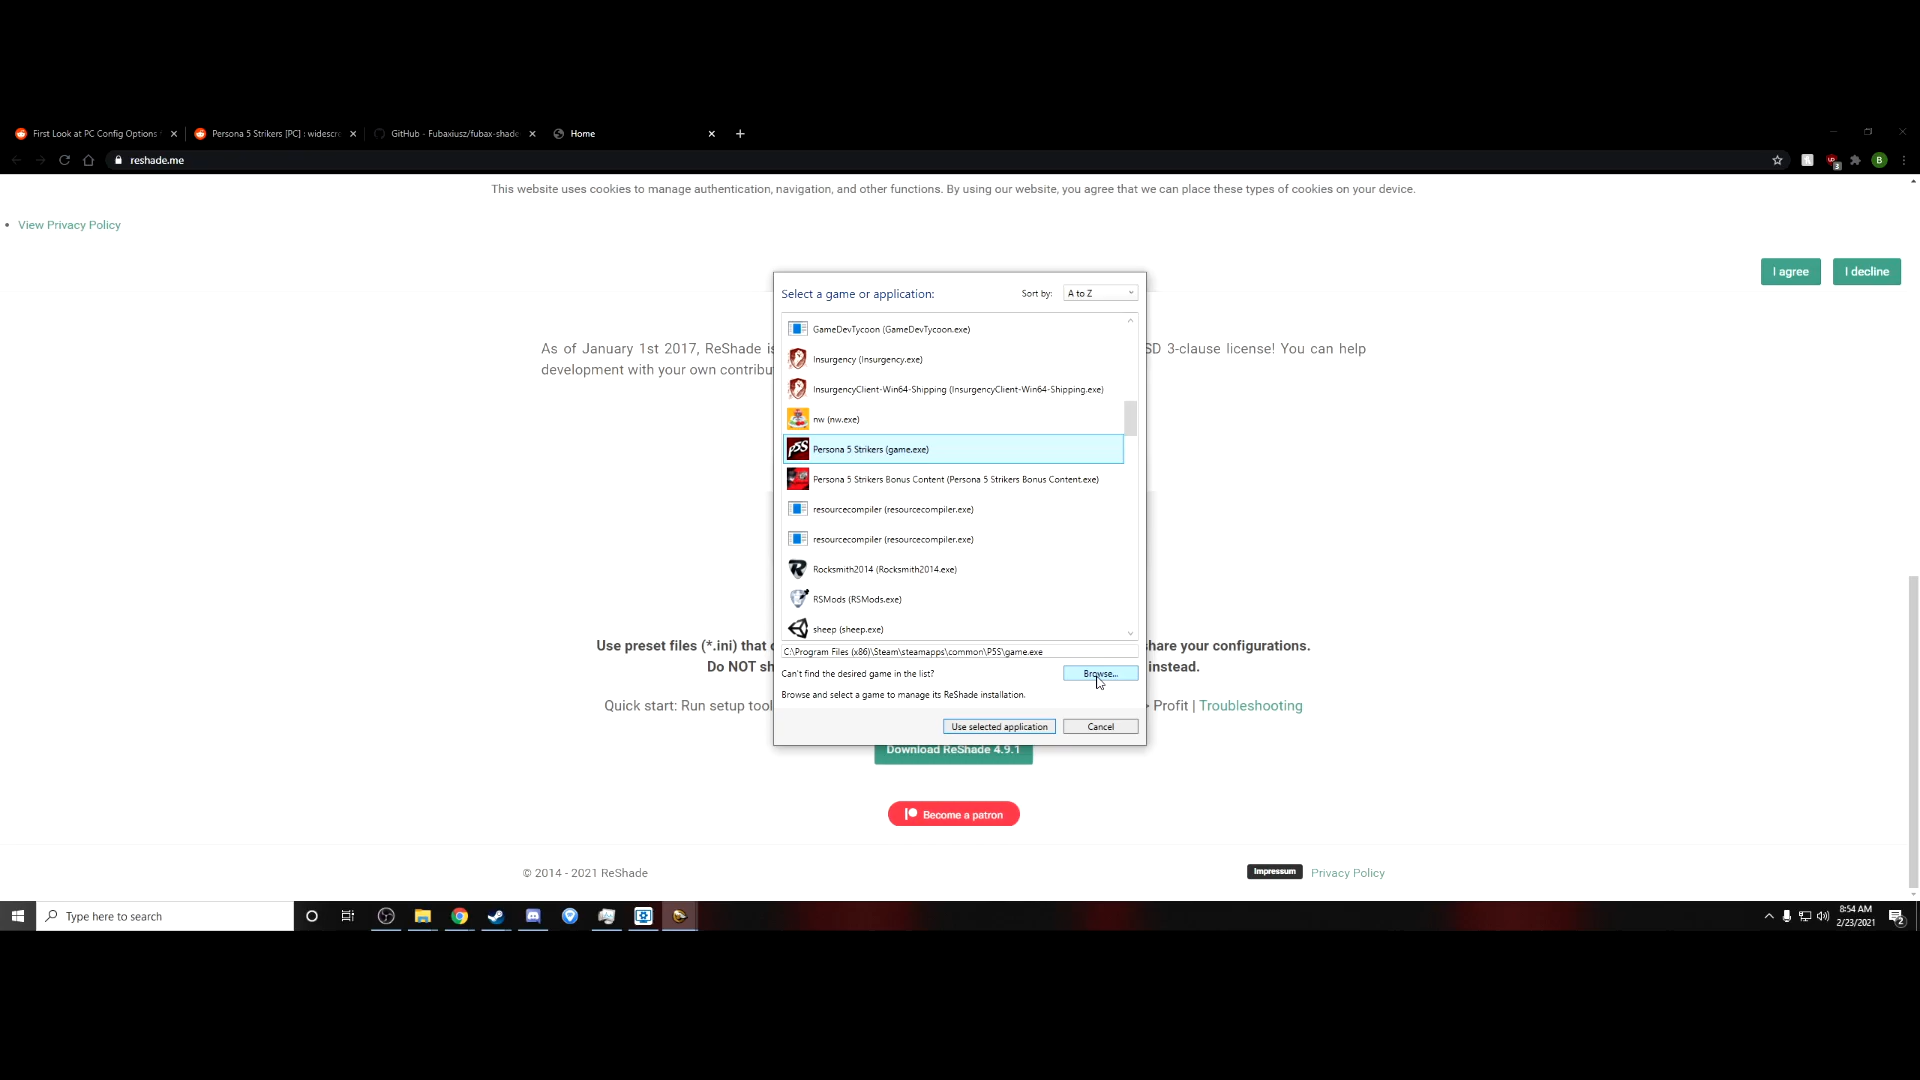 First Look at PC Config Options
Persona 5 Strikers [PC] : widescre
GitHub - Fubaxiusz/fubax-shade
Home
reshade.me
B
3
This website uses cookies to manage authentication, navigation, and other functions. By using our website, you agree that we can place these types of cookies on your device.
View Privacy Policy
I agree
I decline
As of January 1st 2017, ReShade is
SD 3-clause license! You can help
development with your own contribu
Select a game or application:
Sort by:
A to Z
GameDevTycoon (GameDevTycoon.exe)
Insurgency (Insurgency.exe)
InsurgencyClient-Win64-Shipping (InsurgencyClient-Win64-Shipping.exe)
nw (nw.exe)
P5S
Persona 5 Strikers (game.exe)
Persona 5 Strikers Bonus Content (Persona 5 Strikers Bonus Content.exe)
resourcecompiler (resourcecompiler.exe)
resourcecompiler (resourcecompiler.exe)
Rocksmith2014 (Rocksmith2014.exe)
RSMods (RSMods.exe)
sheep (sheep.exe)
C:\Program Files (x86)\Steam\steamapps\common\P5S\game.exe
Can't find the desired game in the list?
Browse...
Browse and select a game to manage its ReShade installation.
Use selected application
Cancel
Use preset files (*.ini) that
hare your configurations.
Do NOT sh
instead.
Quick start: Run setup tool
Profit | Troubleshooting
Download ReShade 4.9.1
Become a patron
© 2014 - 2021 ReShade
Impressum
Privacy Policy
Type here to search
8:54 AM
2/23/2021
2